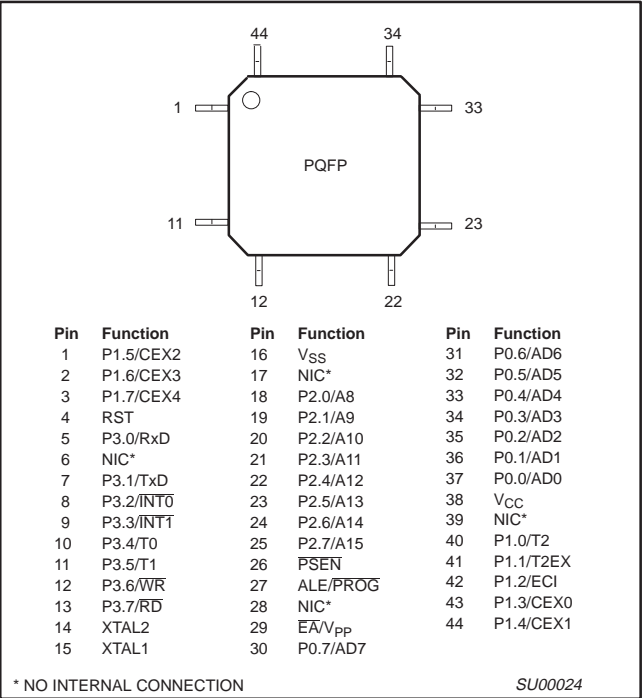 44 34
1 33
PQFP
11 23
12 22
Pin Function Pin Function Pin Function
1 P1.5/CEX2 16 VSS 31 P0.6/AD6
2 P1.6/CEX3 17 NIC* 32 P0.5/AD5
3 P1.7/CEX4 18 P2.0/A8 33 P0.4/AD4
4 RST 19 P2.1/A9 34 P0.3/AD3
5 P3.0/RxD 20 P2.2/A10 35 P0.2/AD2
6 NIC* 21 P2.3/A11 36 P0.1/AD1
7 P3.1/TxD 22 P2.4/A12 37 P0.0/AD0
8 P3.2/I̅N̅T̅0̅ 23 P2.5/A13 38 VCC
9 P3.3/I̅N̅T̅1̅ 24 P2.6/A14 39 NIC*
10 P3.4/T0 25 P2.7/A15 40 P1.0/T2
11 P3.5/T1 26 P̅S̅E̅N̅ 41 P1.1/T2EX
12 P3.6/W̅R̅ 27 ALE/P̅R̅O̅G̅ 42 P1.2/ECI
13 P3.7/R̅D̅ 28 NIC* 43 P1.3/CEX0
14 XTAL2 29 E̅A̅/VPP 44 P1.4/CEX1
15 XTAL1 30 P0.7/AD7
* NO INTERNAL CONNECTION SU00024